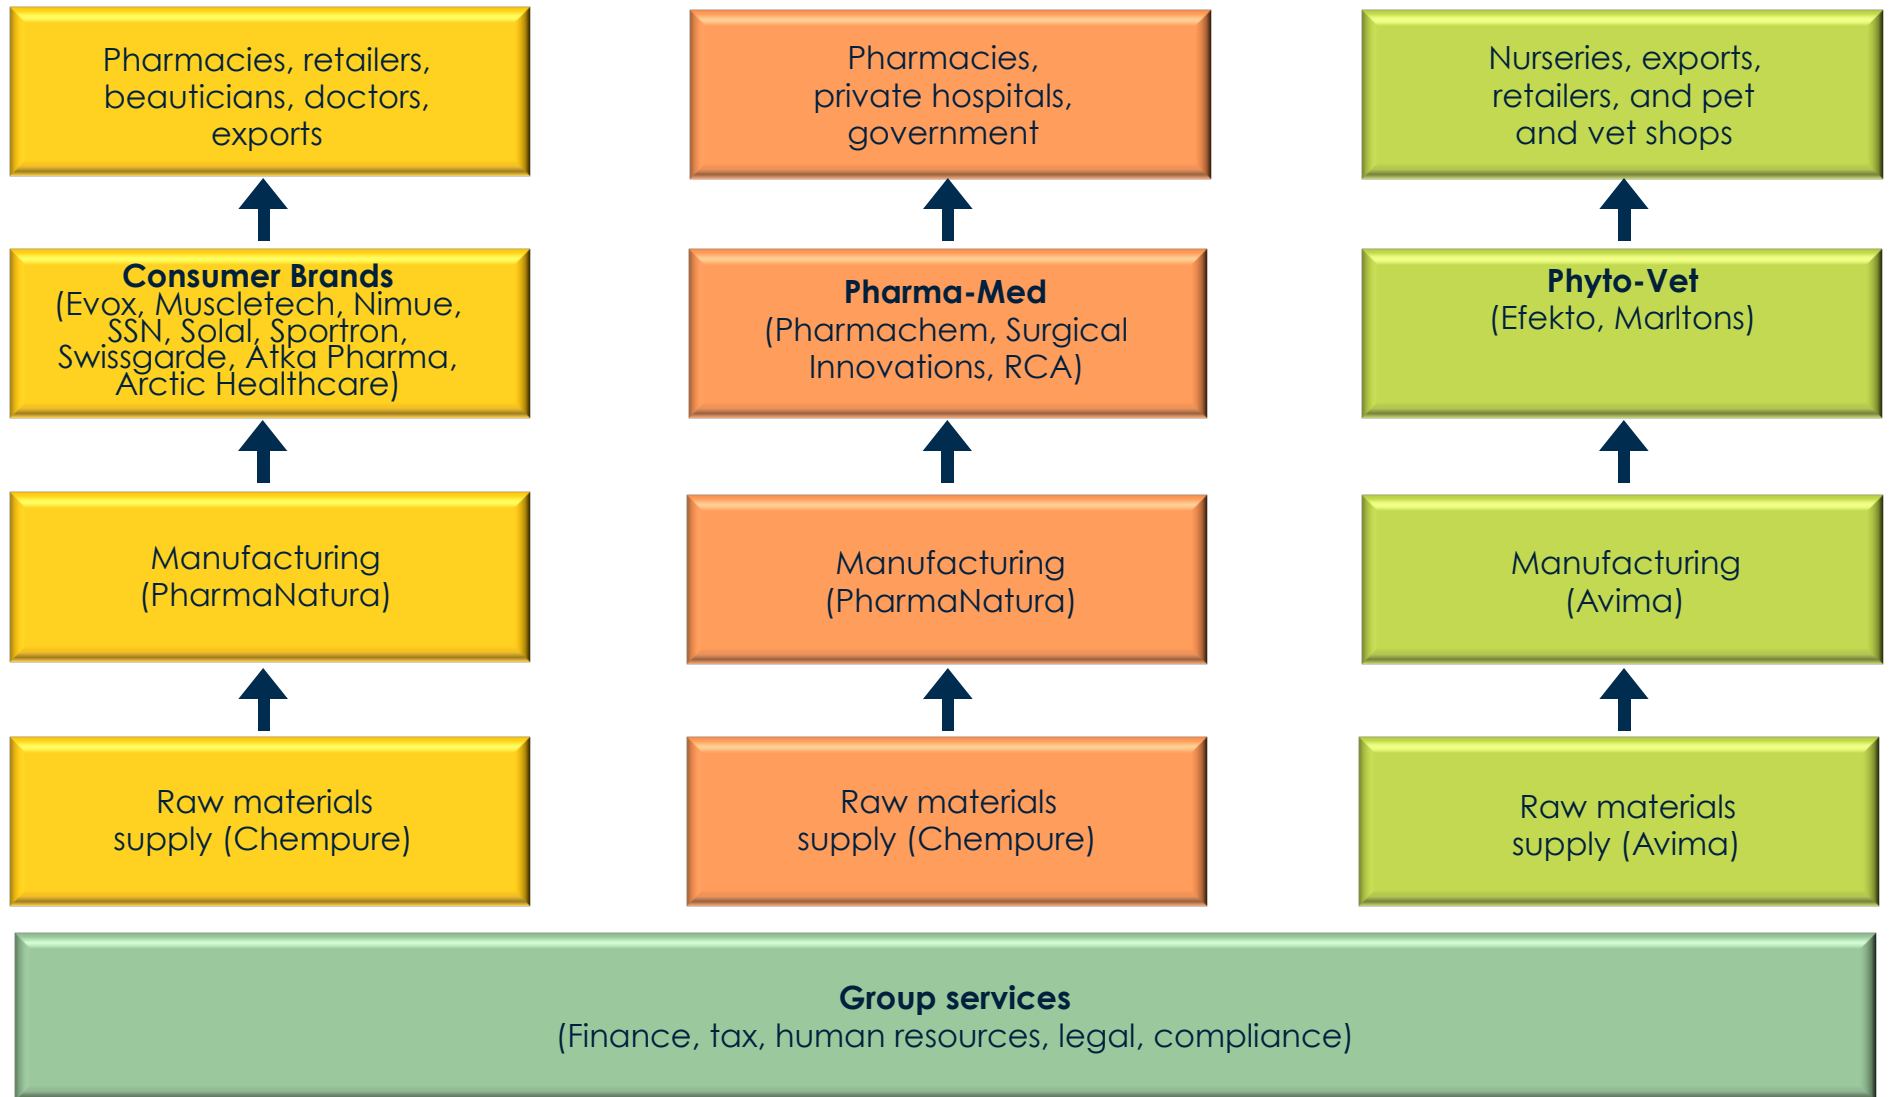 Pharmacies, retailers,
beauticians, doctors,
exports
Pharmacies,
private hospitals,
government
Nurseries, exports,
retailers, and pet
and vet shops
Consumer Brands
(Evox, Muscletech, Nimue,
SSN, Solal, Sportron,
Swissgarde, Atka Pharma,
Arctic Healthcare)
Pharma-Med
(Pharmachem, Surgical
Innovations, RCA)
Phyto-Vet
(Efekto, Marltons)
Manufacturing
(PharmaNatura)
Manufacturing
(PharmaNatura)
Manufacturing
(Avima)
Raw materials
supply (Chempure)
Raw materials
supply (Chempure)
Raw materials
supply (Avima)
Group services
(Finance, tax, human resources, legal, compliance)